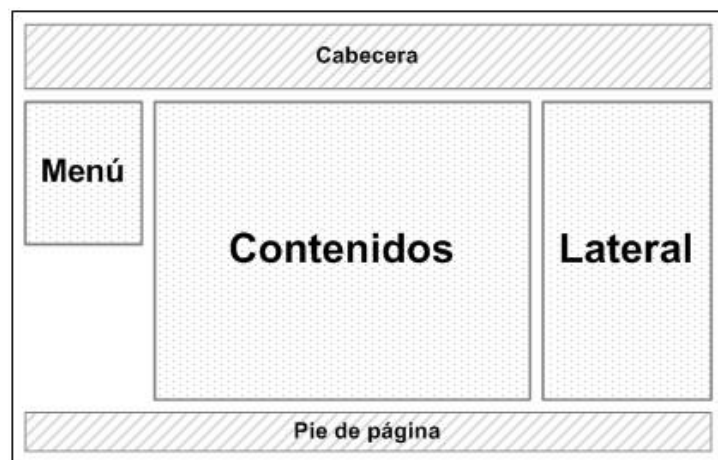 Cabecera
Menú
Contenidos
Lateral
Pie de página